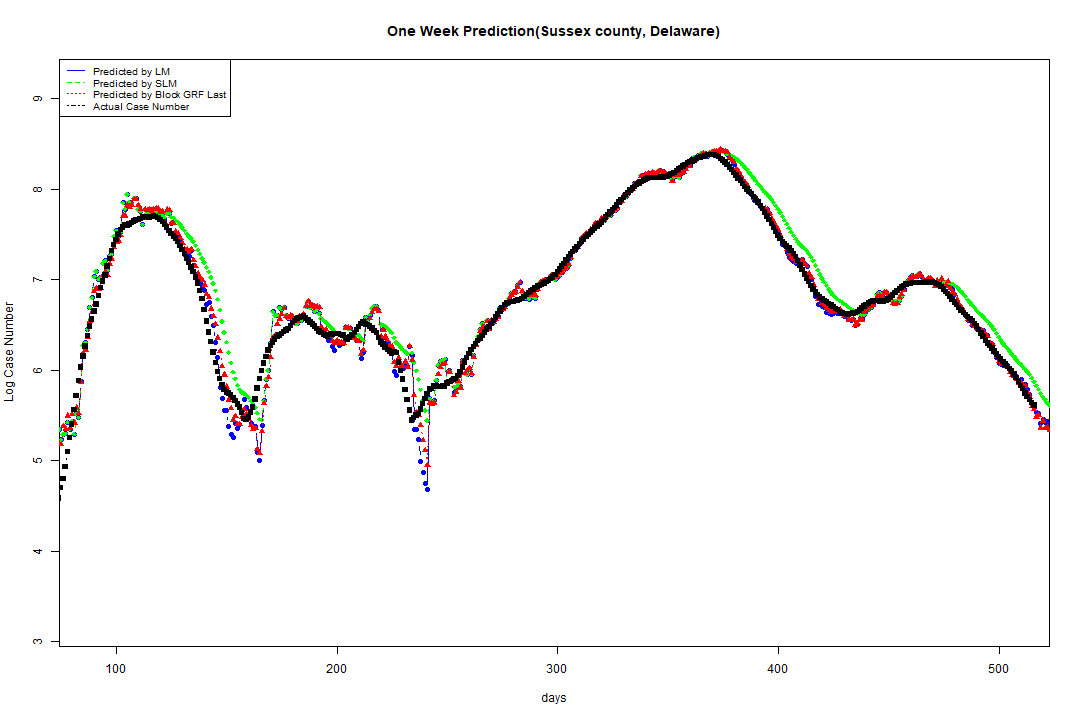 One Week Prediction(Sussex county, Delaware)
Predicted by LM
Predicted by SLM
Predicted by Block GRF Last
Actual Case Number
9
8
7
6
5
4
3
Log Case Number
100 200 300 400 500
days